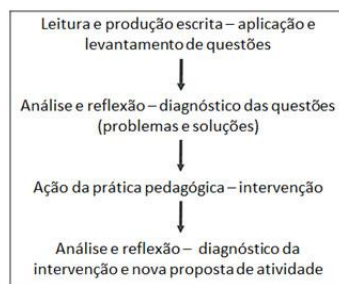 Leitura e produção escrita – aplicação e
levantamento de questões
Análise e reflexão – diagnóstico das questões
(problemas e soluções)
Ação da prática pedagógica – intervenção
Análise e reflexão – diagnóstico da
intervenção e nova proposta de atividade